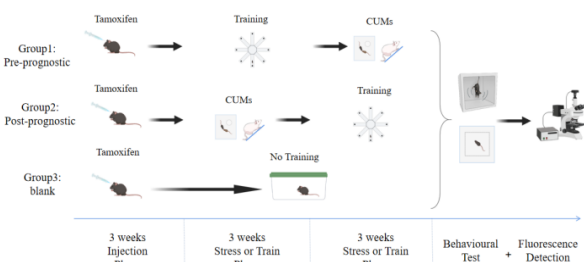 Tamoxifen
Training
CUMs
Group1:
Pre-prognostic
Tamoxifen
CUMs
Training
Group2:
Post-prognostic
Tamoxifen
No Training
Group3:
blank
3 weeks
Injection
3 weeks
Stress or Train
3 weeks
Stress or Train
Behavioural
Test
+
Fluorescence
Detection